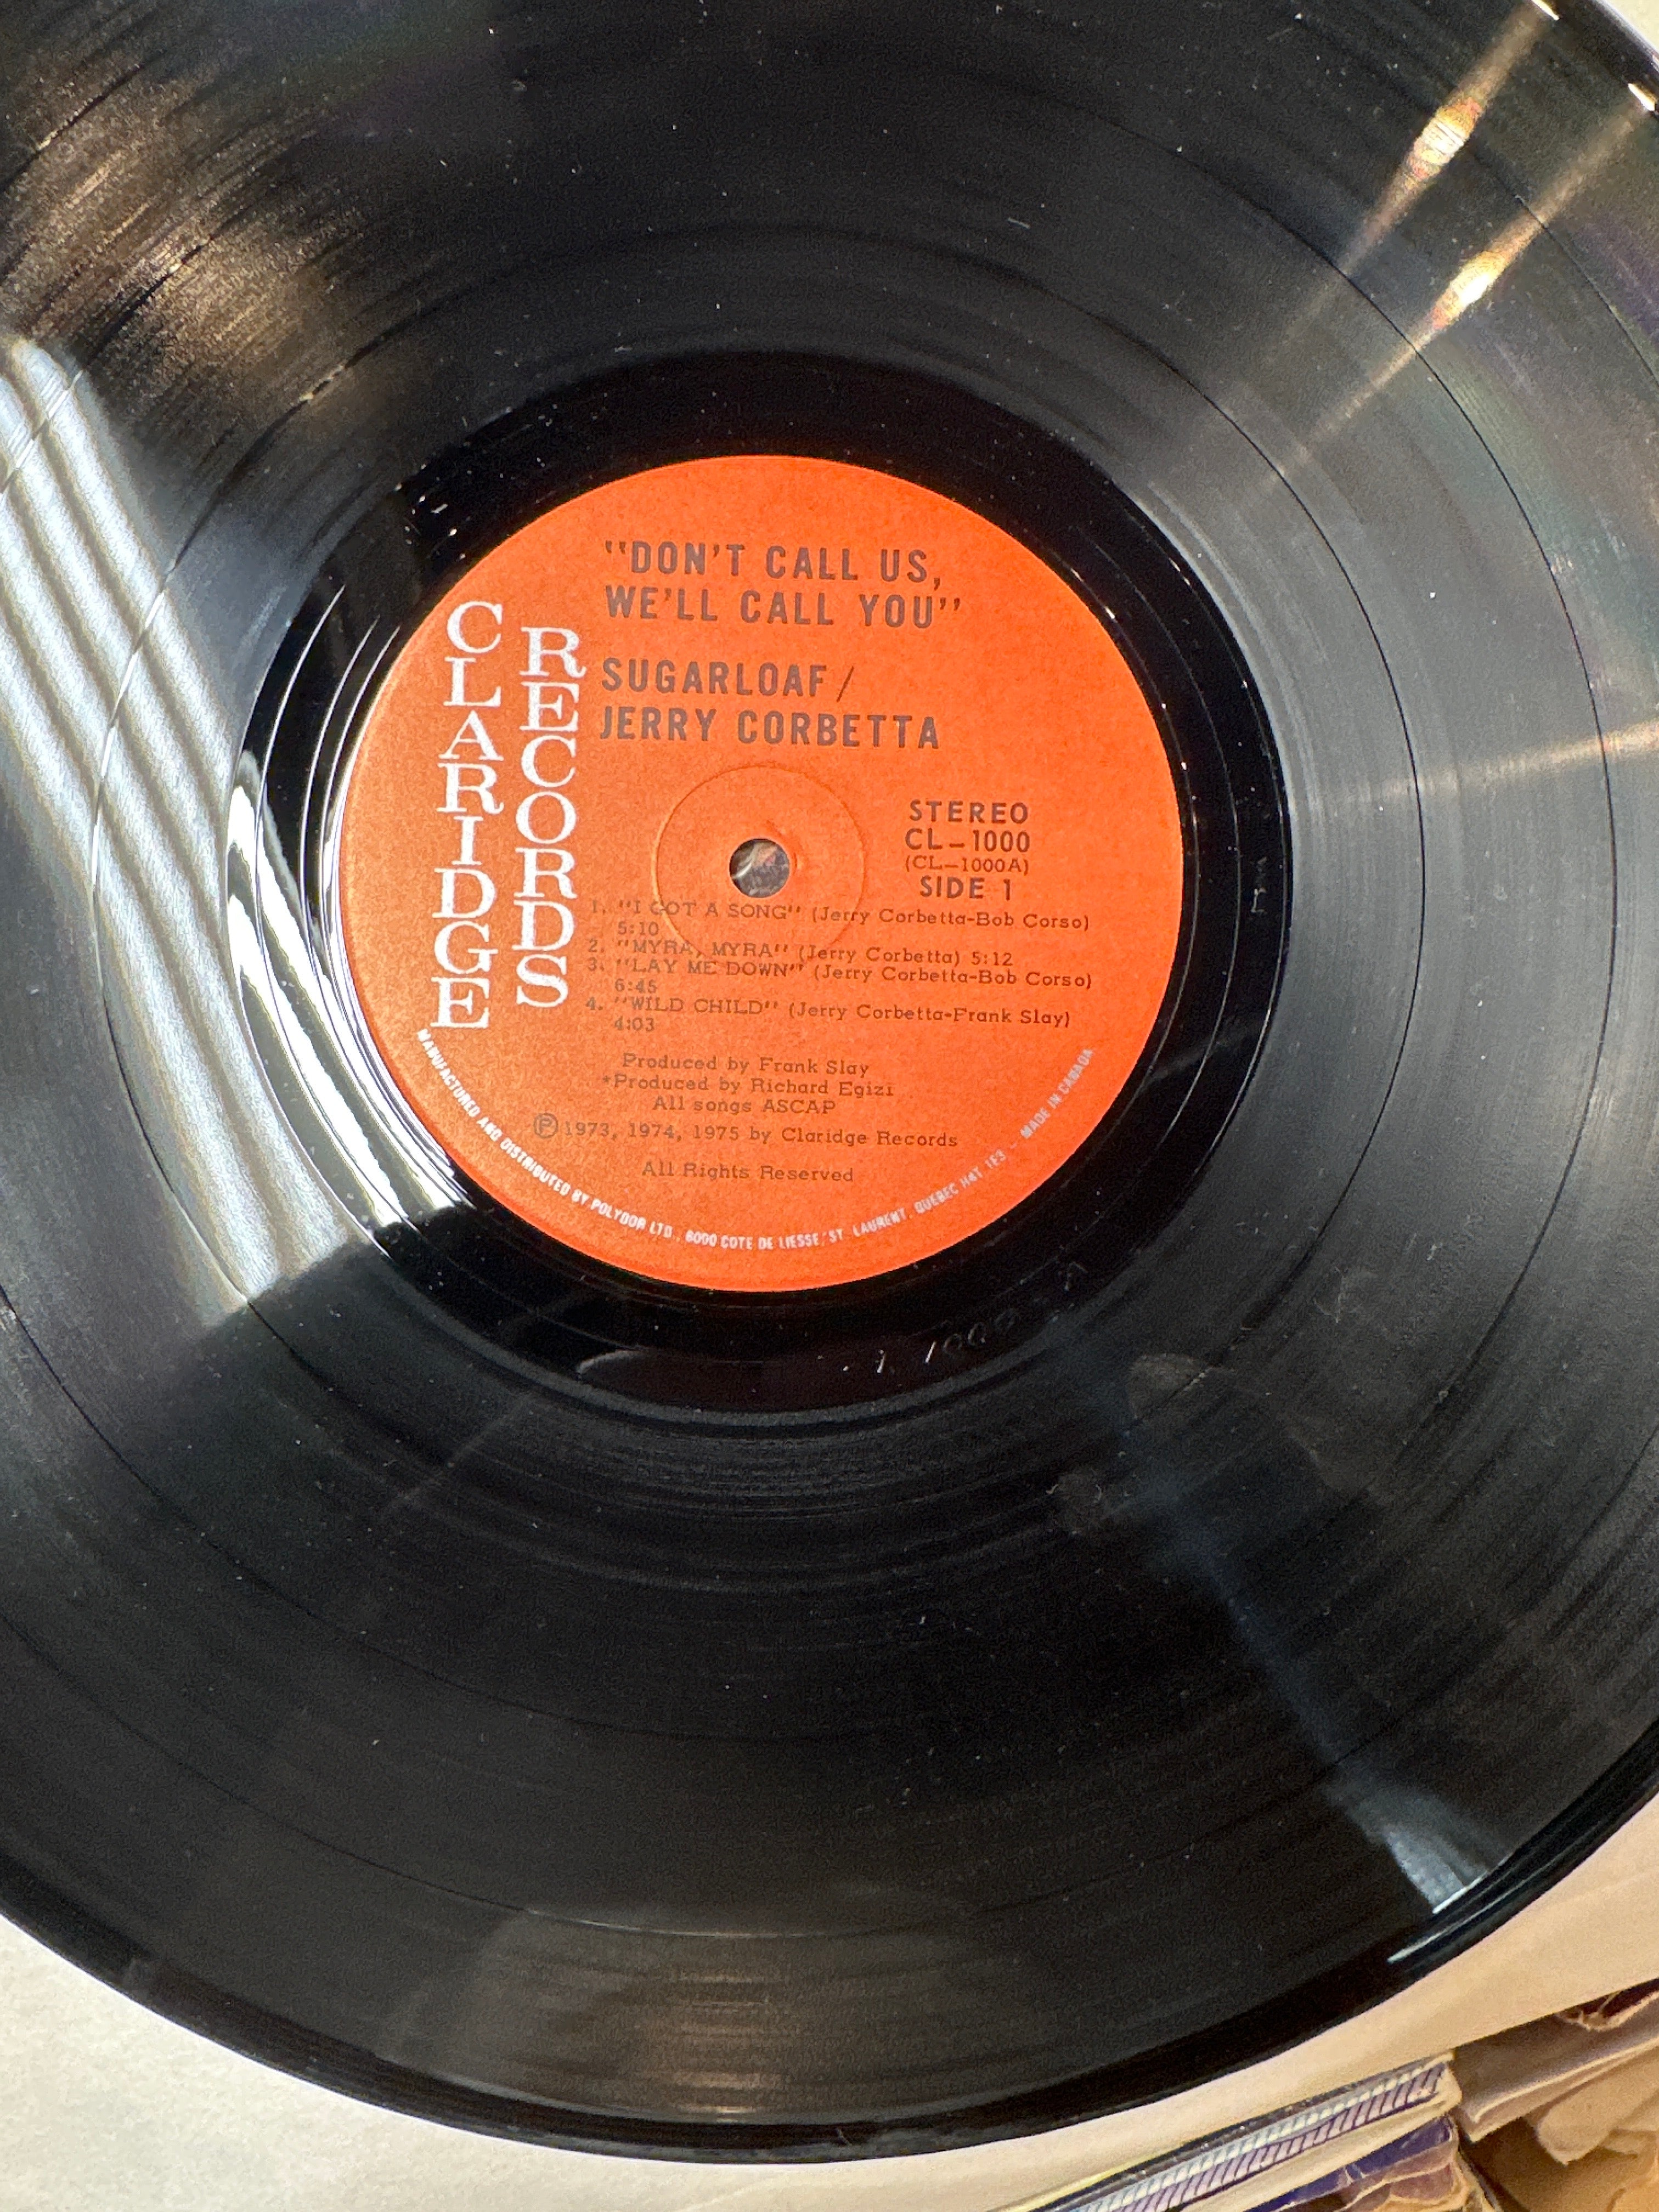 "DON'T CALL US,
WE'LL CALL YOU"
SUGARLOAF /
JERRY CORBETTA
CLARIDGE
RECORDS
STEREO
CL-1000
(CL-1000A)
SIDE 1
1. "I GOT A SONG" (Jerry Corbetta-Bob Corso)
5:10
2. "MYRA, MYRA" (Jerry Corbetta) 5:12
3. "LAY ME DOWN" (Jerry Corbetta-Bob Corso)
6:45
4. "WILD CHILD" (Jerry Corbetta-Frank Slay)
4:03
Produced by Frank Slay
*Produced by Richard Egizi
All songs ASCAP
Ⓟ 1973, 1974, 1975 by Claridge Records
All Rights Reserved
MANUFACTURED AND DISTRIBUTED BY POLYDOR LTD., 6000 COTE DE LIESSE, ST. LAURENT, QUEBEC H4T 1E3 - MADE IN CANADA